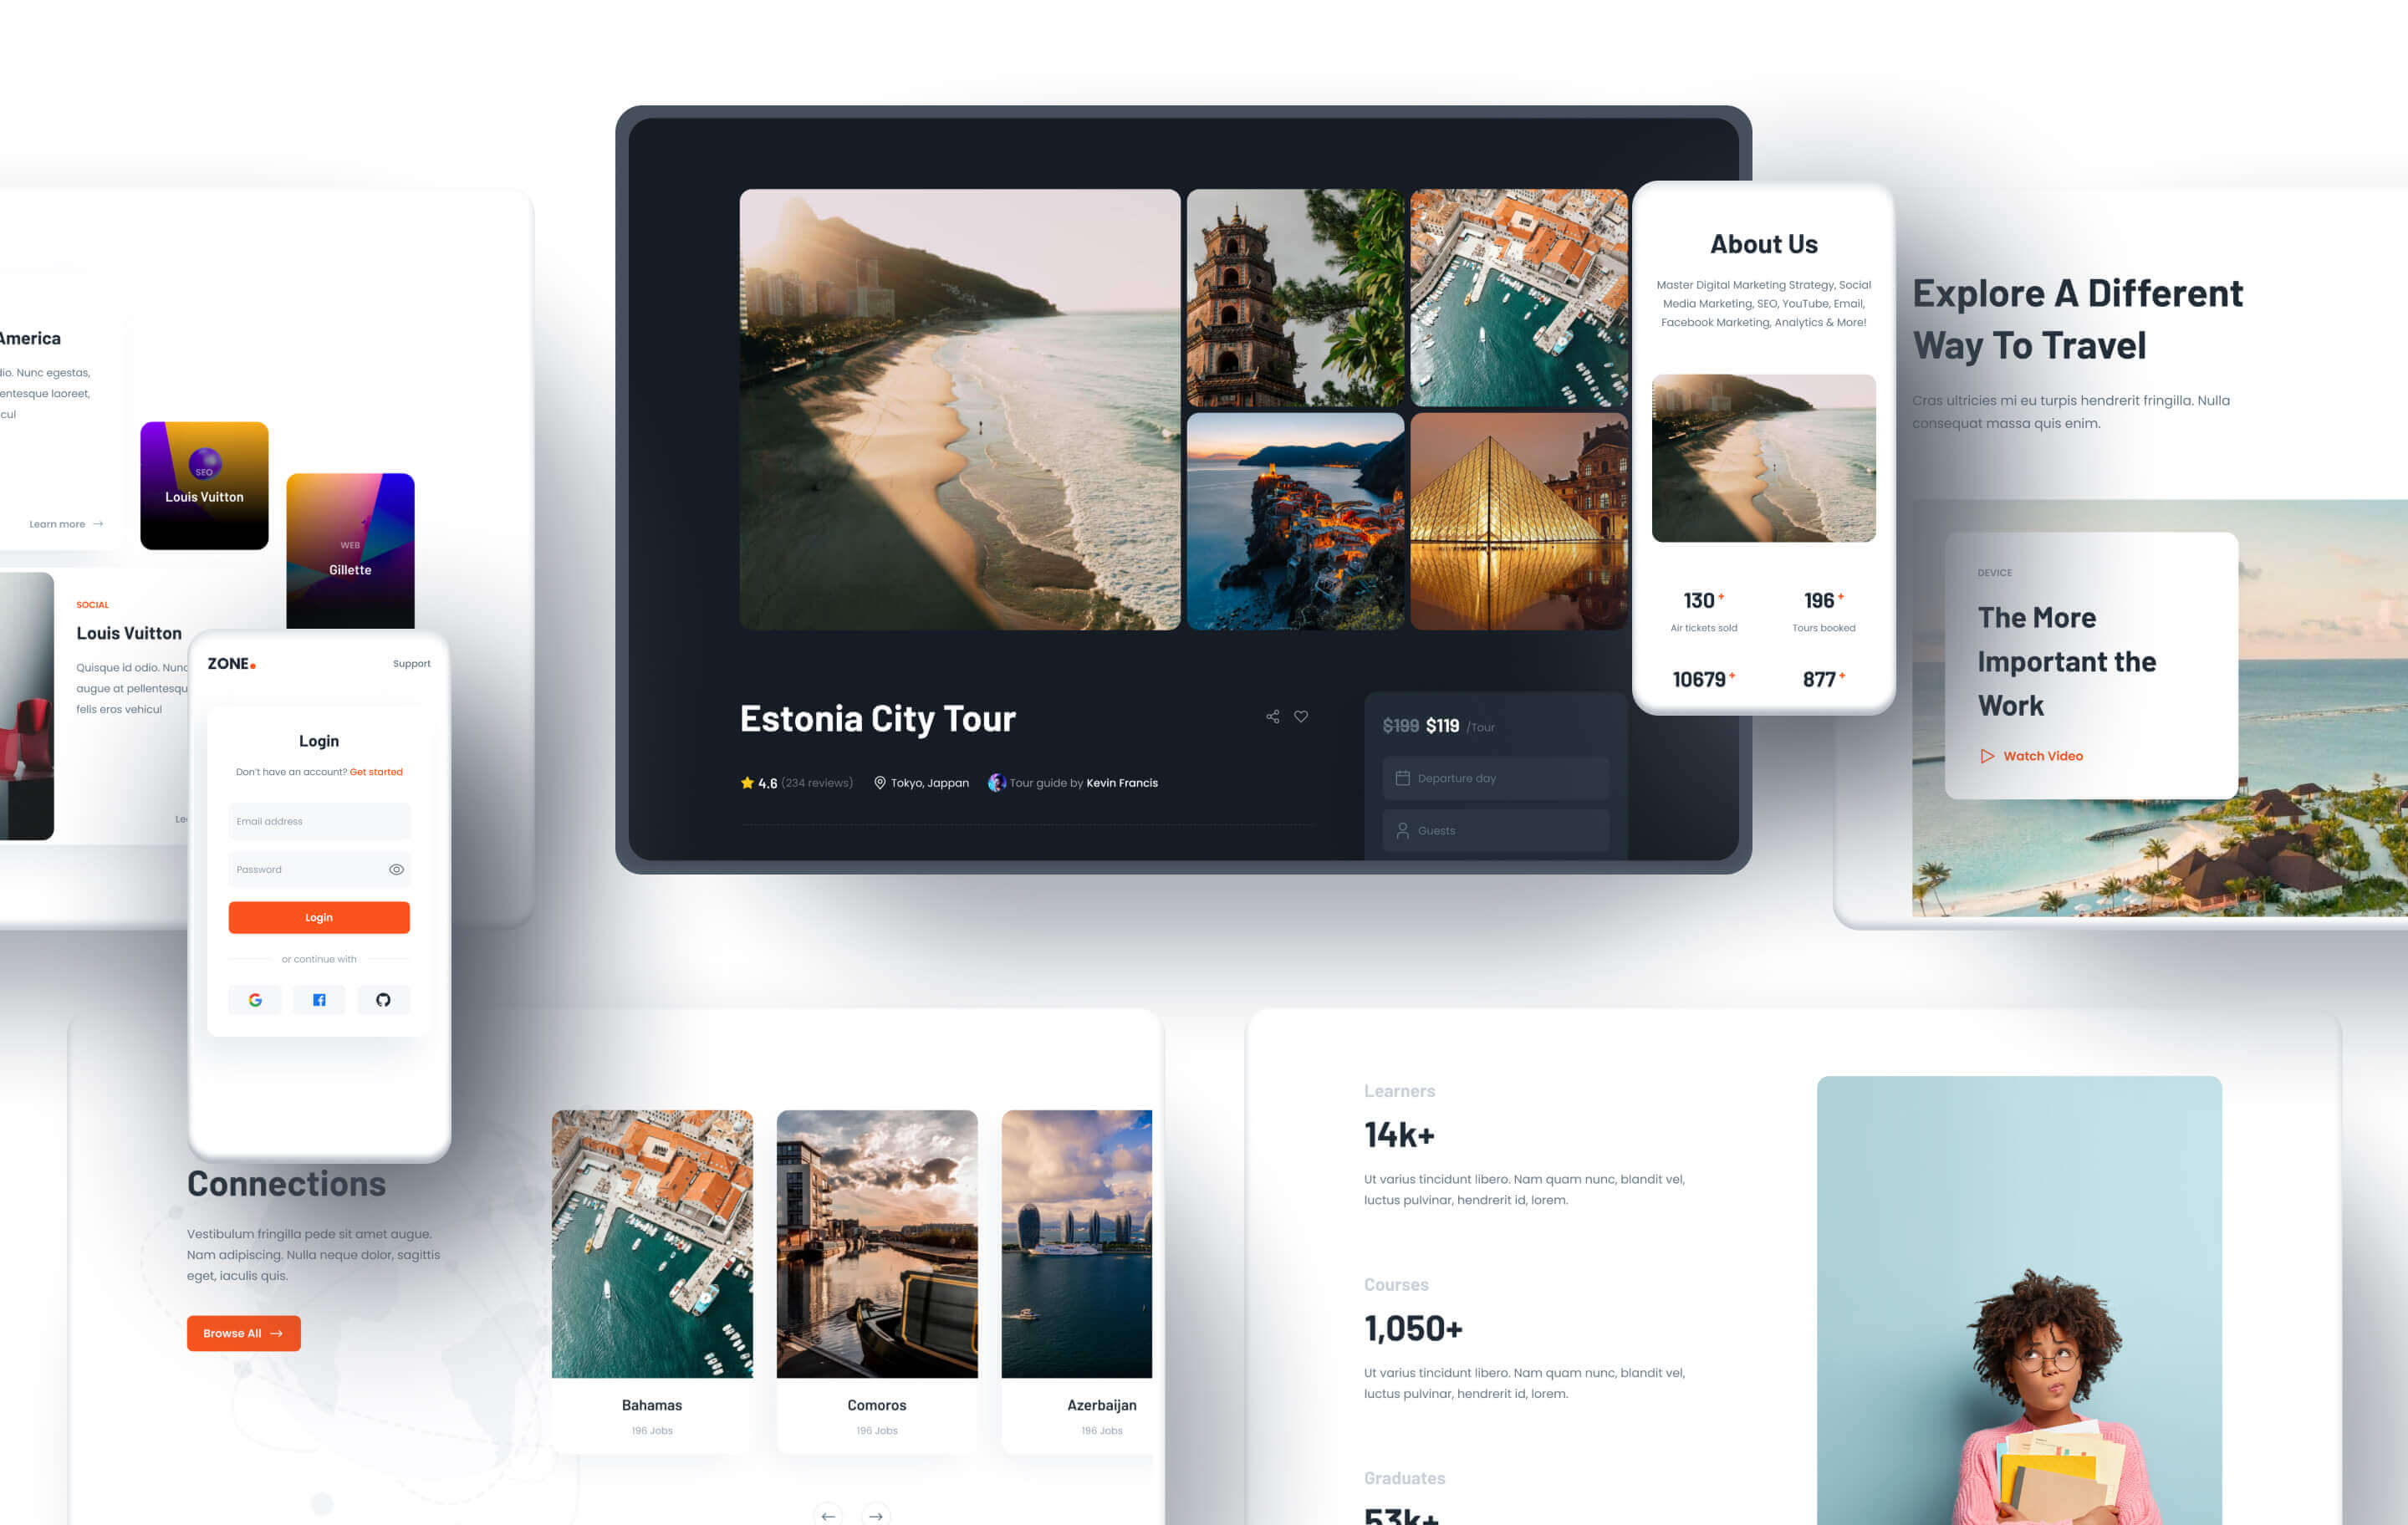 America
Nunc egestas,
laoreet,
Learn more
SEO
Louis Vuitton
WEB
Gillette
SOCIAL
Louis Vuitton
Quisque id odio. Nunc
augue at
felis eros vehicul
ZONE.
Support
Login
Don't have an account? Get started
Email address
Password
Login
or continue with
Estonia City Tour
4.6 (234 reviews)
Tokyo, Jappan
Tour guide by Kevin Francis
$199 $119 /Tour
Departure day
Guests
About Us
Master Digital Marketing Strategy, Social
Media Marketing, SEO, YouTube, Email,
Facebook Marketing, Analytics & More!
130 +
Air tickets sold
196 +
Tours booked
10679 +
877 +
Explore A Different
Way To Travel
Cras ultricies mi eu turpis hendrerit fringilla. Nulla
consequat massa quis enim.
DEVICE
The More
Important the
Work
Watch Video
Connections
Vestibulum fringilla pede sit amet augue.
Nam adipiscing. Nulla neque dolor, sagittis
eget, iaculis quis.
Browse All
Bahamas
196 Jobs
Comoros
196 Jobs
Azerbaijan
196 Jobs
Learners
14k+
Ut varius tincidunt libero. Nam quam nunc, blandit vel,
luctus pulvinar, hendrerit id, lorem.
Courses
1,050+
Ut varius tincidunt libero. Nam quam nunc, blandit vel,
luctus pulvinar, hendrerit id, lorem.
Graduates
53k+